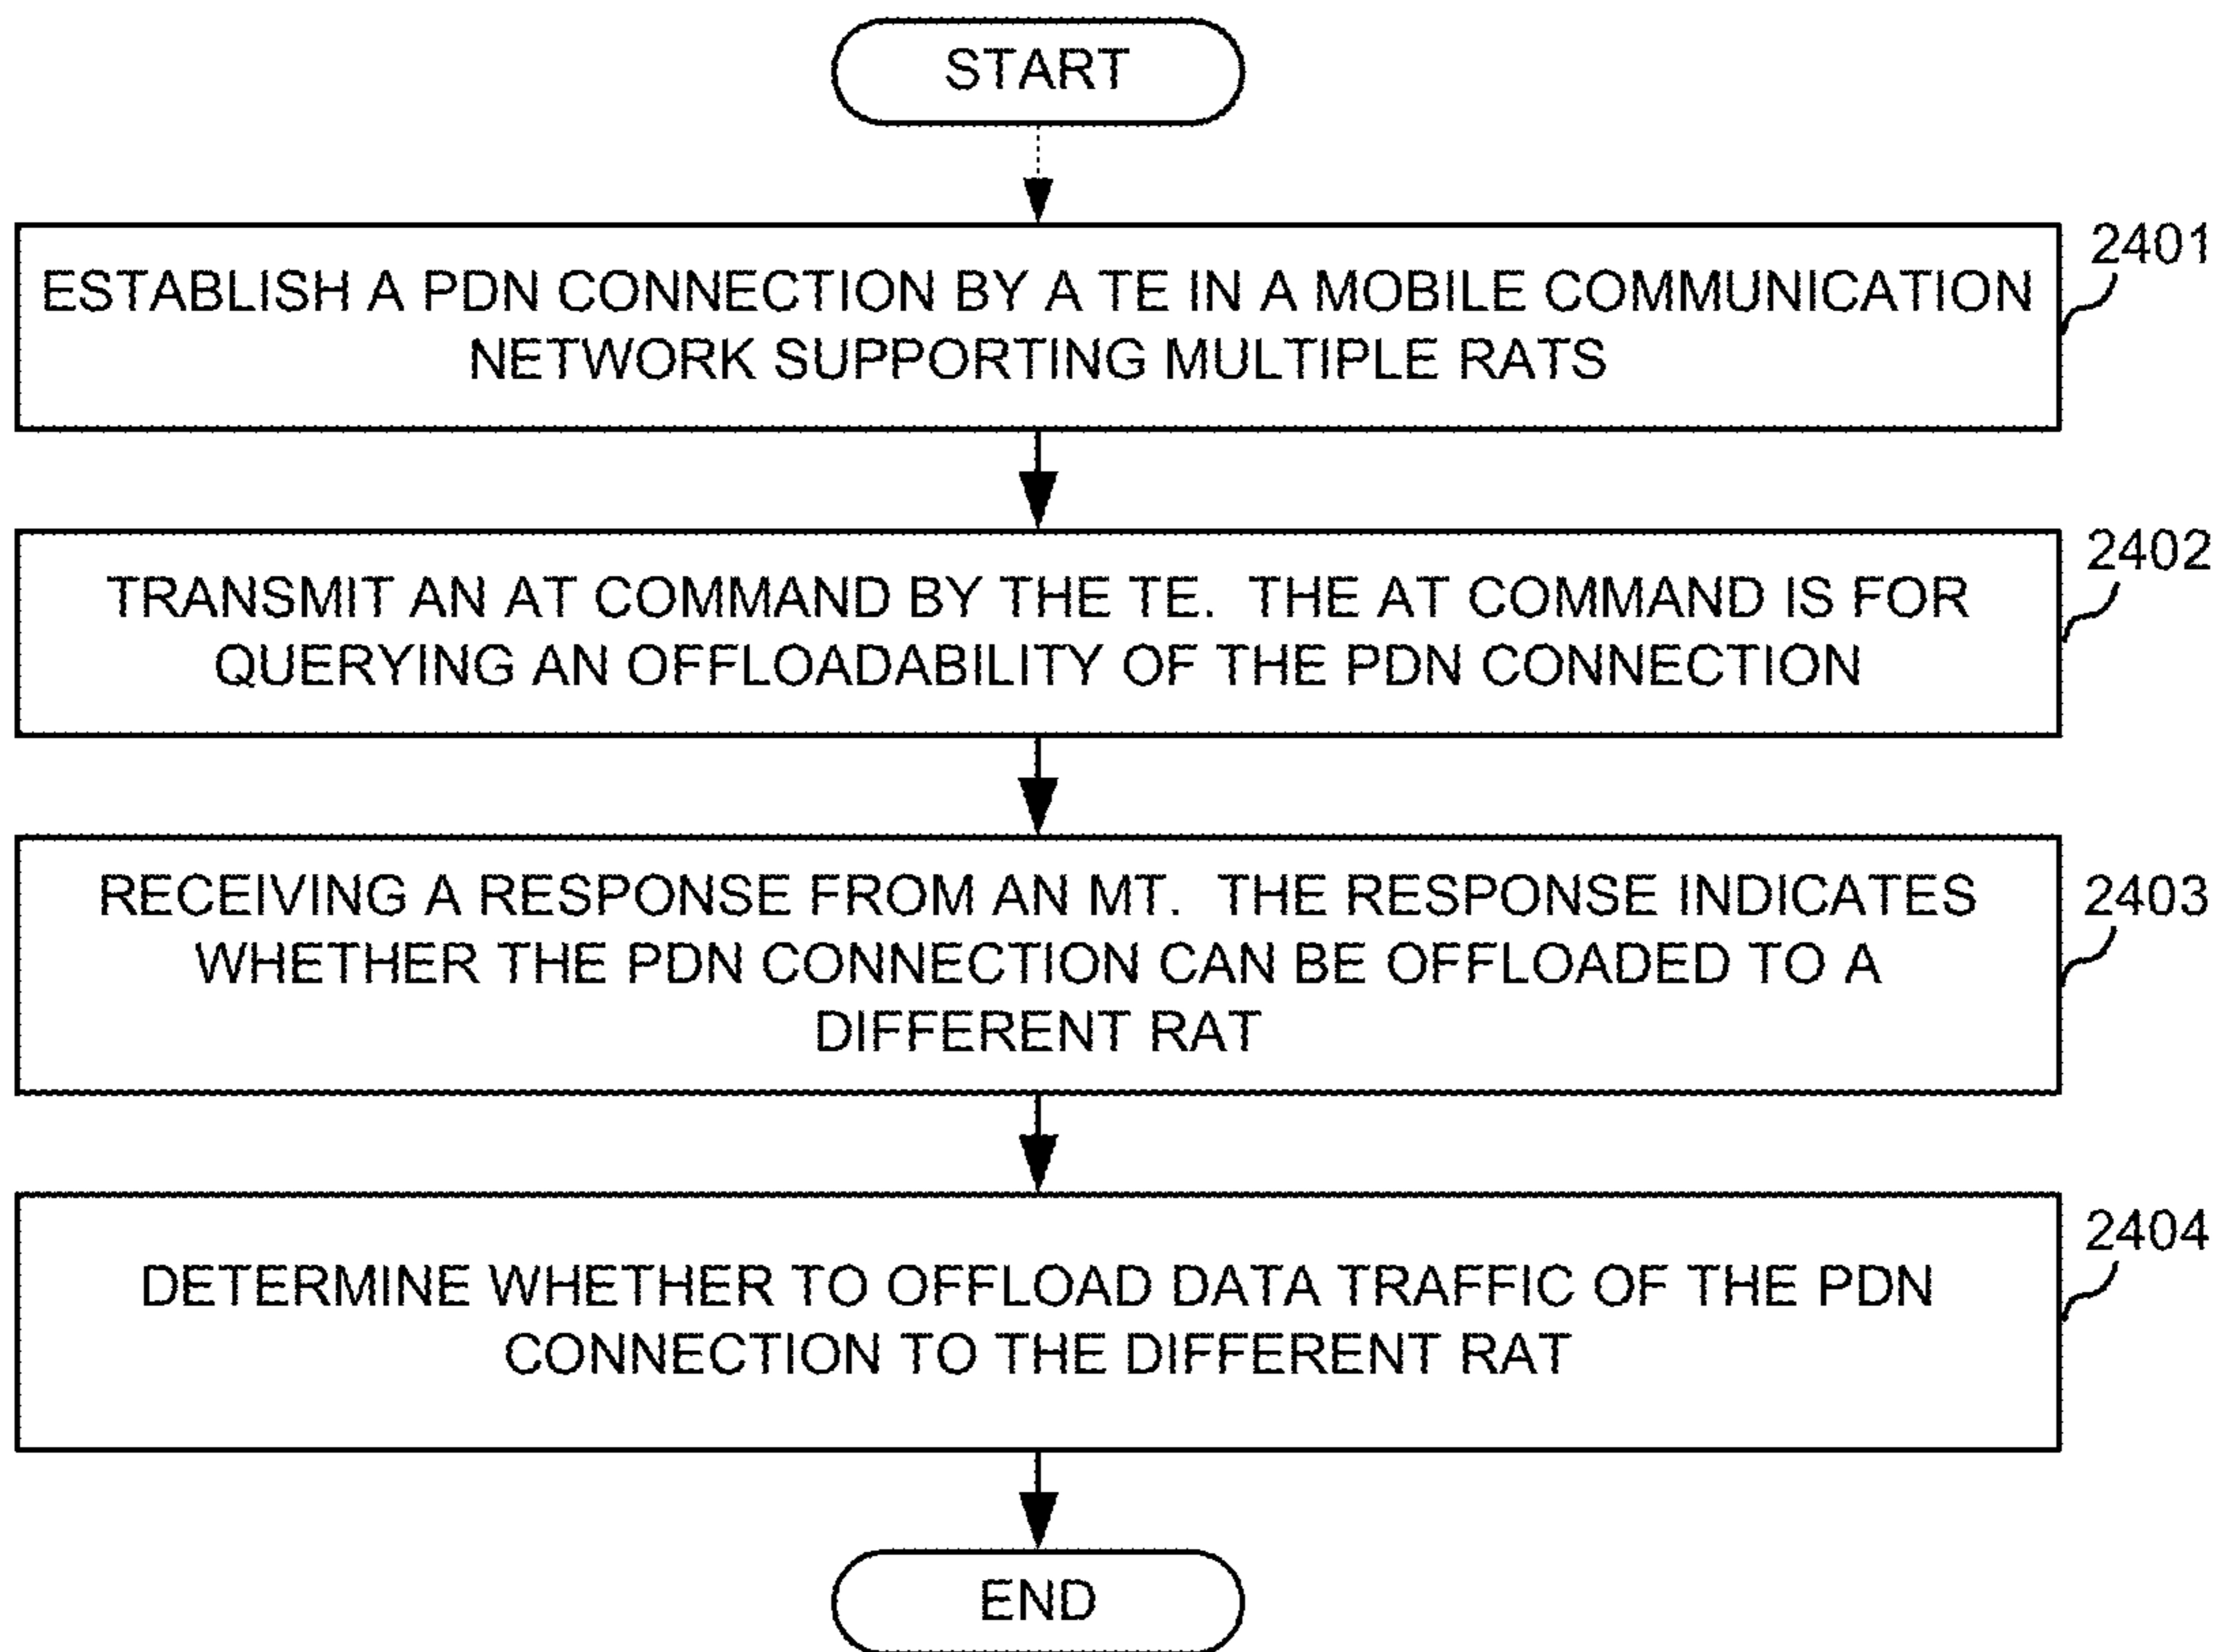 START
2401
ESTABLISH A PDN CONNECTION BY A TE IN A MOBILE COMMUNICATION
NETWORK SUPPORTING MULTIPLE RATS
2402
TRANSMIT AN AT COMMAND BY THE TE. THE AT COMMAND IS FOR
QUERYING AN OFFLOADABILITY OF THE PDN CONNECTION
2403
RECEIVING A RESPONSE FROM AN MT. THE RESPONSE INDICATES
WHETHER THE PDN CONNECTION CAN BE OFFLOADED TO A
DIFFERENT RAT
2404
DETERMINE WHETHER TO OFFLOAD DATA TRAFFIC OF THE PDN
CONNECTION TO THE DIFFERENT RAT
END